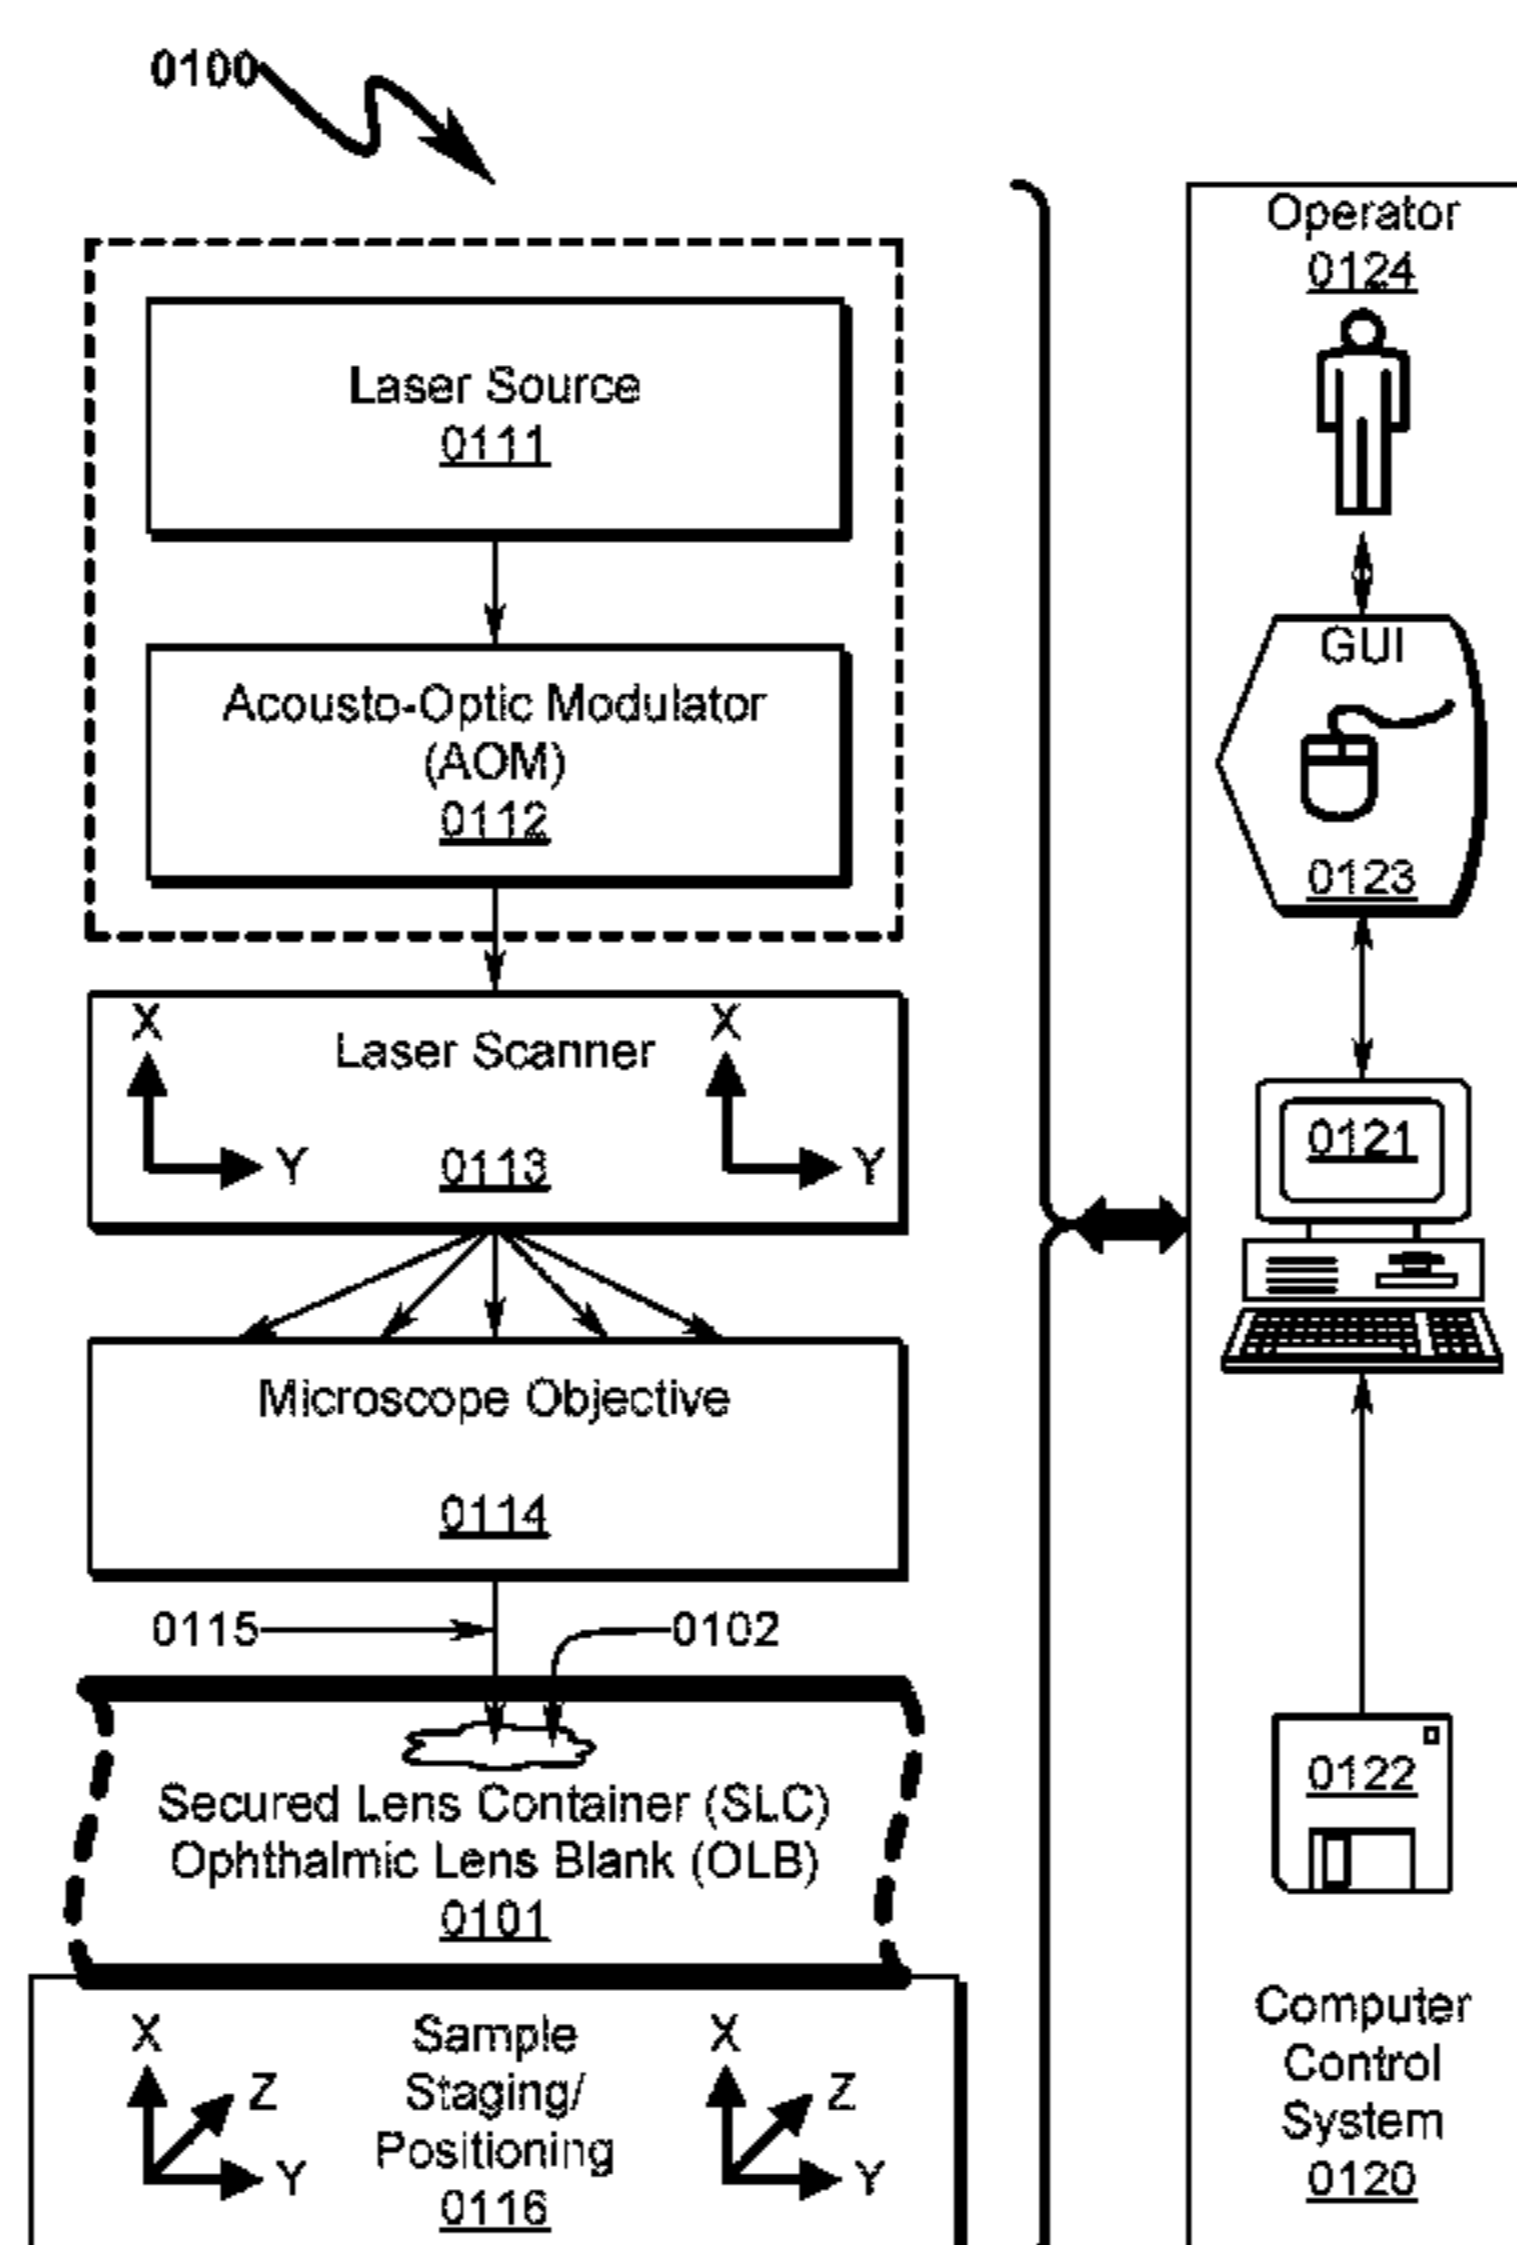 0100
Laser Source
0111
Acousto-Optic Modulator
(AOM)
0112
X
X
Laser Scanner
Y
0113
Y
Microscope Objective
0114
0115
0102
Secured Lens Container (SLC)
Ophthalmic Lens Blank (OLB)
0101
X
Sample
X
Z
Staging/
Z
Positioning
Y
Y
0116
Operator
0124
GUI
0123
0121
0122
Computer
Control
System
0120